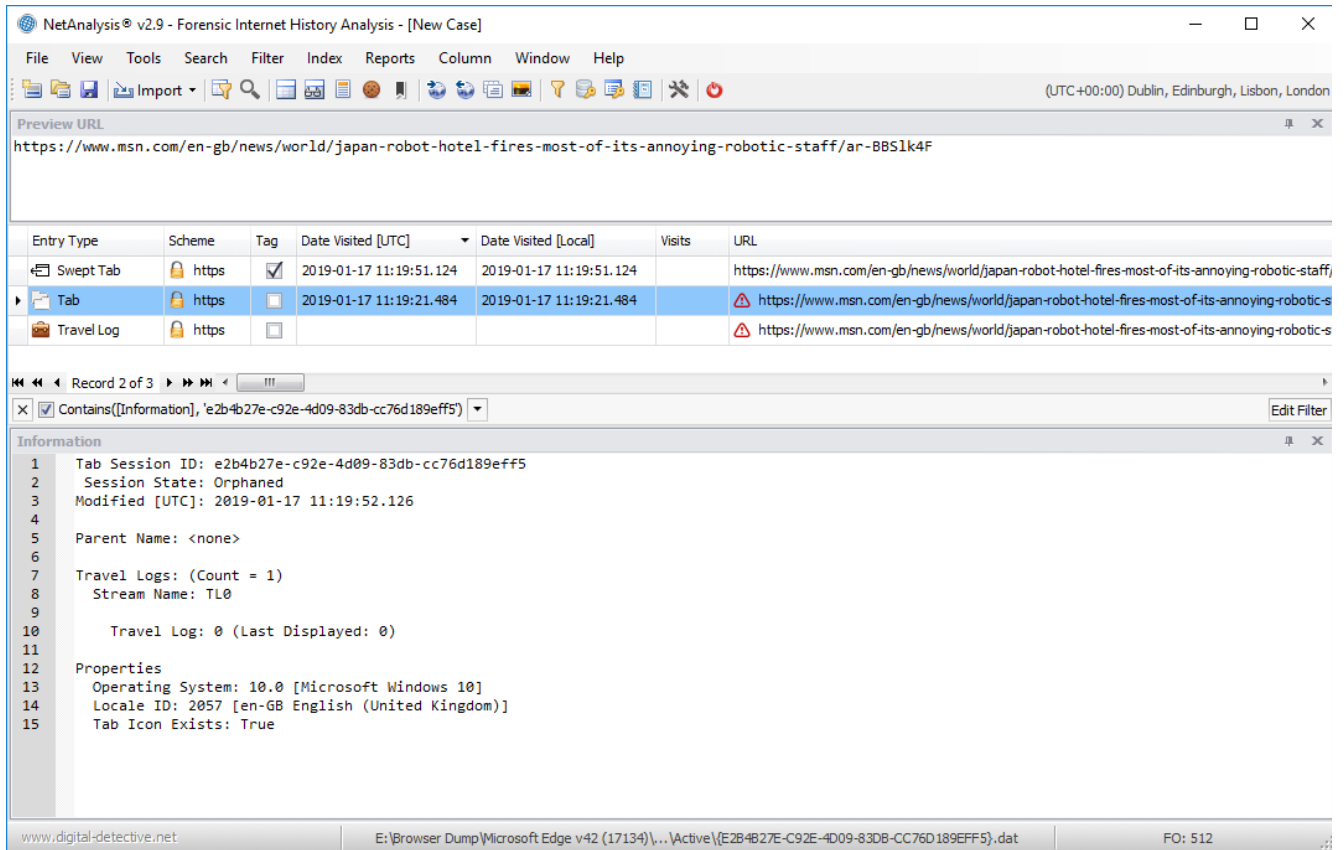 NetAnalysis® v2.9 - Forensic Internet History Analysis - [New Case]
File View Tools Search Filter Index Reports Column Window Help
Import (UTC+00:00) Dublin, Edinburgh, Lisbon, London
Preview URL
https://www.msn.com/en-gb/news/world/japan-robot-hotel-fires-most-of-its-annoying-robotic-staff/ar-BBSlk4F
Entry Type Scheme Tag Date Visited [UTC] Date Visited [Local] Visits URL
Swept Tab https 2019-01-17 11:19:51.124 2019-01-17 11:19:51.124 https://www.msn.com/en-gb/news/world/japan-robot-hotel-fires-most-of-its-annoying-robotic-staff/
Tab https 2019-01-17 11:19:21.484 2019-01-17 11:19:21.484 https://www.msn.com/en-gb/news/world/japan-robot-hotel-fires-most-of-its-annoying-robotic-s
Travel Log https https://www.msn.com/en-gb/news/world/japan-robot-hotel-fires-most-of-its-annoying-robotic-s
Record 2 of 3
Contains([Information], 'e2b4b27e-c92e-4d09-83db-cc76d189eff5') Edit Filter
Information
1 Tab Session ID: e2b4b27e-c92e-4d09-83db-cc76d189eff5
2 Session State: Orphaned
3 Modified [UTC]: 2019-01-17 11:19:52.126
4
5 Parent Name: <none>
6
7 Travel Logs: (Count = 1)
8 Stream Name: TL0
9
10 Travel Log: 0 (Last Displayed: 0)
11
12 Properties
13 Operating System: 10.0 [Microsoft Windows 10]
14 Locale ID: 2057 [en-GB English (United Kingdom)]
15 Tab Icon Exists: True
www.digital-detective.net E:\Browser Dump\Microsoft Edge v42 (17134)\...\Active\{E2B4B27E-C92E-4D09-83DB-CC76D189EFF5}.dat FO: 512